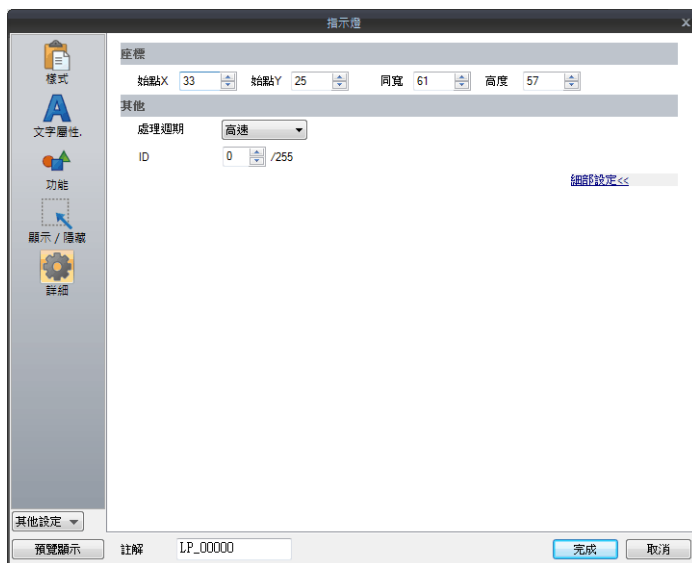 指示燈
x
樣式
文字屬性.
功能
顯示 / 隱藏
詳細
座標
始點X 33 始點Y 25 同寬 61 高度 57
其他
處理週期 高速
ID 0 /255
細部設定<<
其他設定
預覽顯示 註解 LP_00000 完成 取消